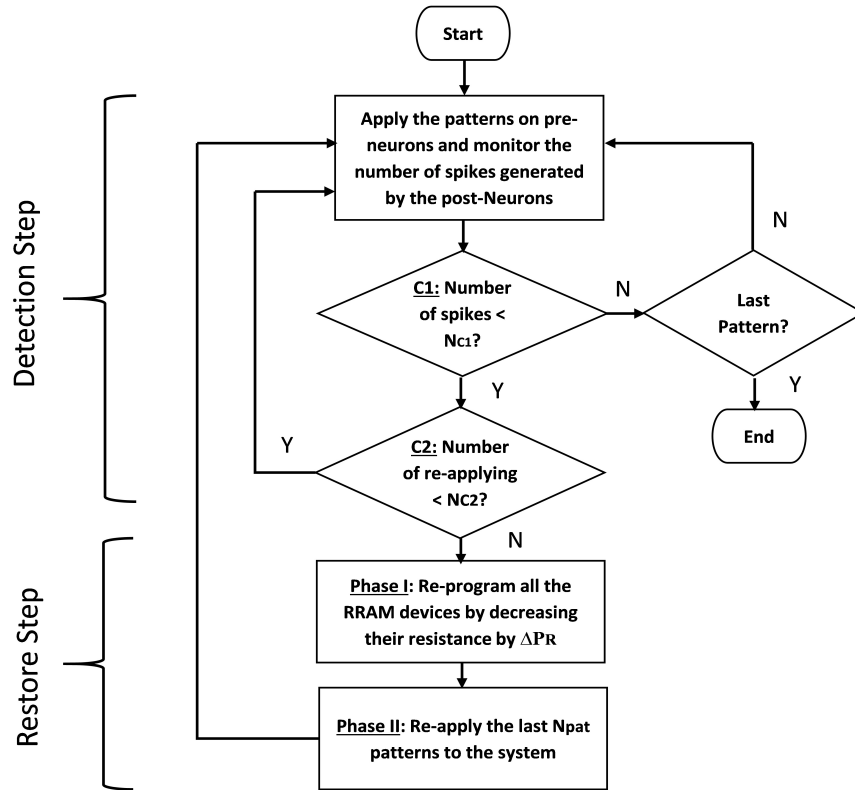 Start
Apply the patterns on pre-
neurons and monitor the
number of spikes generated
by the post-Neurons
C1: Number
of spikes <
NC1?
N
Last
Pattern?
N
Y
End
Y
C2: Number
of re-applying
< NC2?
Y
N
Phase I: Re-program all the
RRAM devices by decreasing
their resistance by ΔPR
Phase II: Re-apply the last Npat
patterns to the system
Detection Step
Restore Step